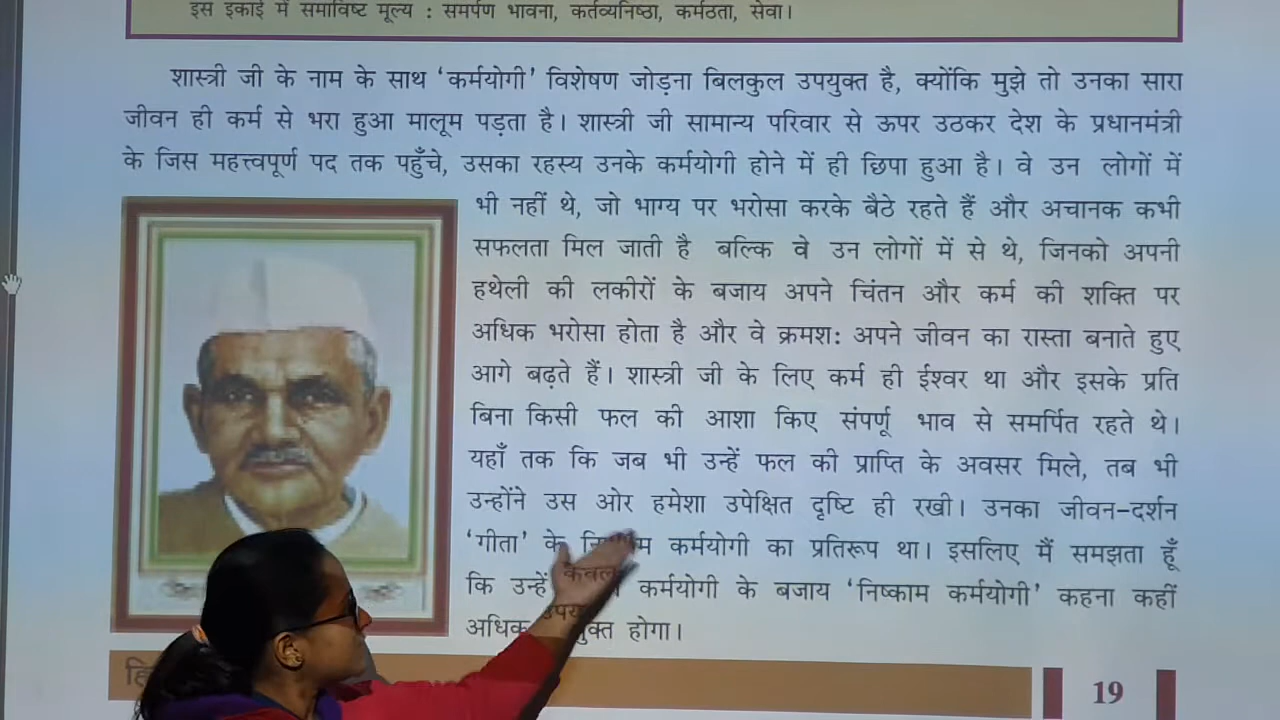 इस इकाई में समाविष्ट मूल्य : समर्पण भावना, कर्तव्यनिष्ठा, कर्मठता, सेवा।
शास्त्री जी के नाम के साथ ‘कर्मयोगी’ विशेषण जोड़ना बिलकुल उपयुक्त है, क्योंकि मुझे तो उनका सारा
जीवन ही कर्म से भरा हुआ मालूम पड़ता है। शास्त्री जी सामान्य परिवार से ऊपर उठकर देश के प्रधानमंत्री
के जिस महत्त्वपूर्ण पद तक पहुँचे, उसका रहस्य उनके कर्मयोगी होने में ही छिपा हुआ है। वे उन लोगों में
भी नहीं थे, जो भाग्य पर भरोसा करके बैठे रहते हैं और अचानक कभी
सफलता मिल जाती है बल्कि वे उन लोगों में से थे, जिनको अपनी
हथेली की लकीरों के बजाय अपने चिंतन और कर्म की शक्ति पर
अधिक भरोसा होता है और वे क्रमश: अपने जीवन का रास्ता बनाते हुए
आगे बढ़ते हैं। शास्त्री जी के लिए कर्म ही ईश्वर था और इसके प्रति
बिना किसी फल की आशा किए संपर्णू भाव से समर्पित रहते थे।
यहाँ तक कि जब भी उन्हें फल की प्राप्ति के अवसर मिले, तब भी
उन्होंने उस ओर हमेशा उपेक्षित दृष्टि ही रखी। उनका जीवन-दर्शन
‘गीता’ के कर्मयोगी का प्रतिरूप था। इसलिए मैं समझता हूँ
कि उन्हें केवल कर्मयोगी के बजाय ‘निष्काम कर्मयोगी’ कहना कहीं
अधिक उपयुक्त होगा।
19